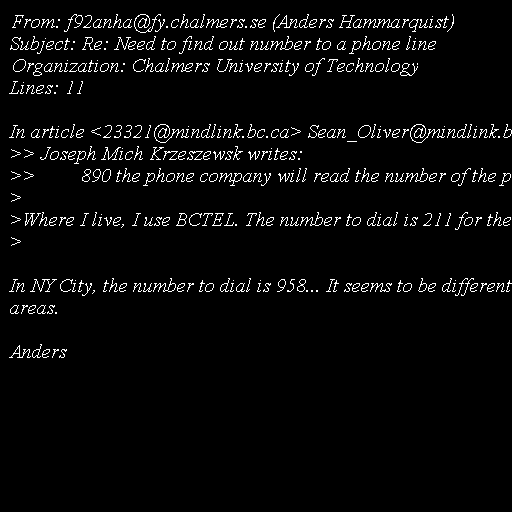 From: f92anha@fy.chalmers.se (Anders Hammarquist)
Subject: Re: Need to find out number to a phone line
Organization: Chalmers University of Technology
Lines: 11

In article <23321@mindlink.bc.ca> Sean_Oliver@mindlink.b
>> Joseph Mich Krzeszewsk writes:
>> 890 the phone company will read the number of the p
>
>Where I live, I use BCTEL. The number to dial is 211 for the
>

In NY City, the number to dial is 958... It seems to be different
areas.

Anders